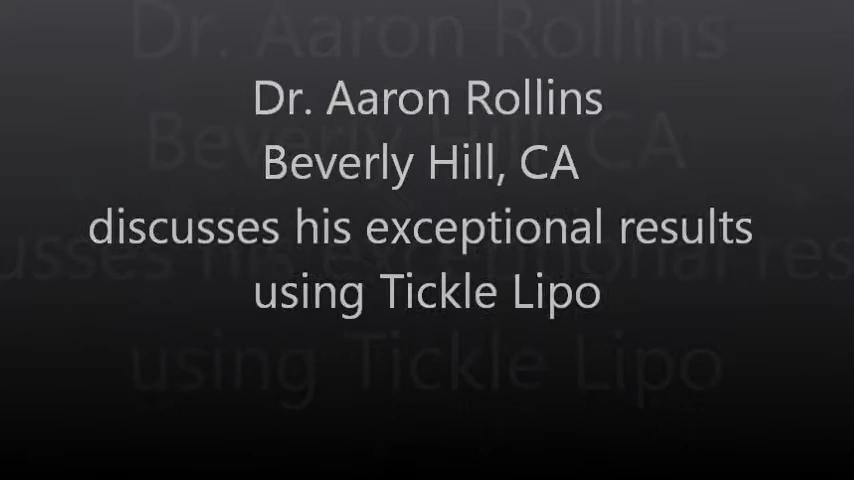 Dr. Aaron Rollins
Beverly Hill, CA
discusses his exceptional results
using Tickle Lipo